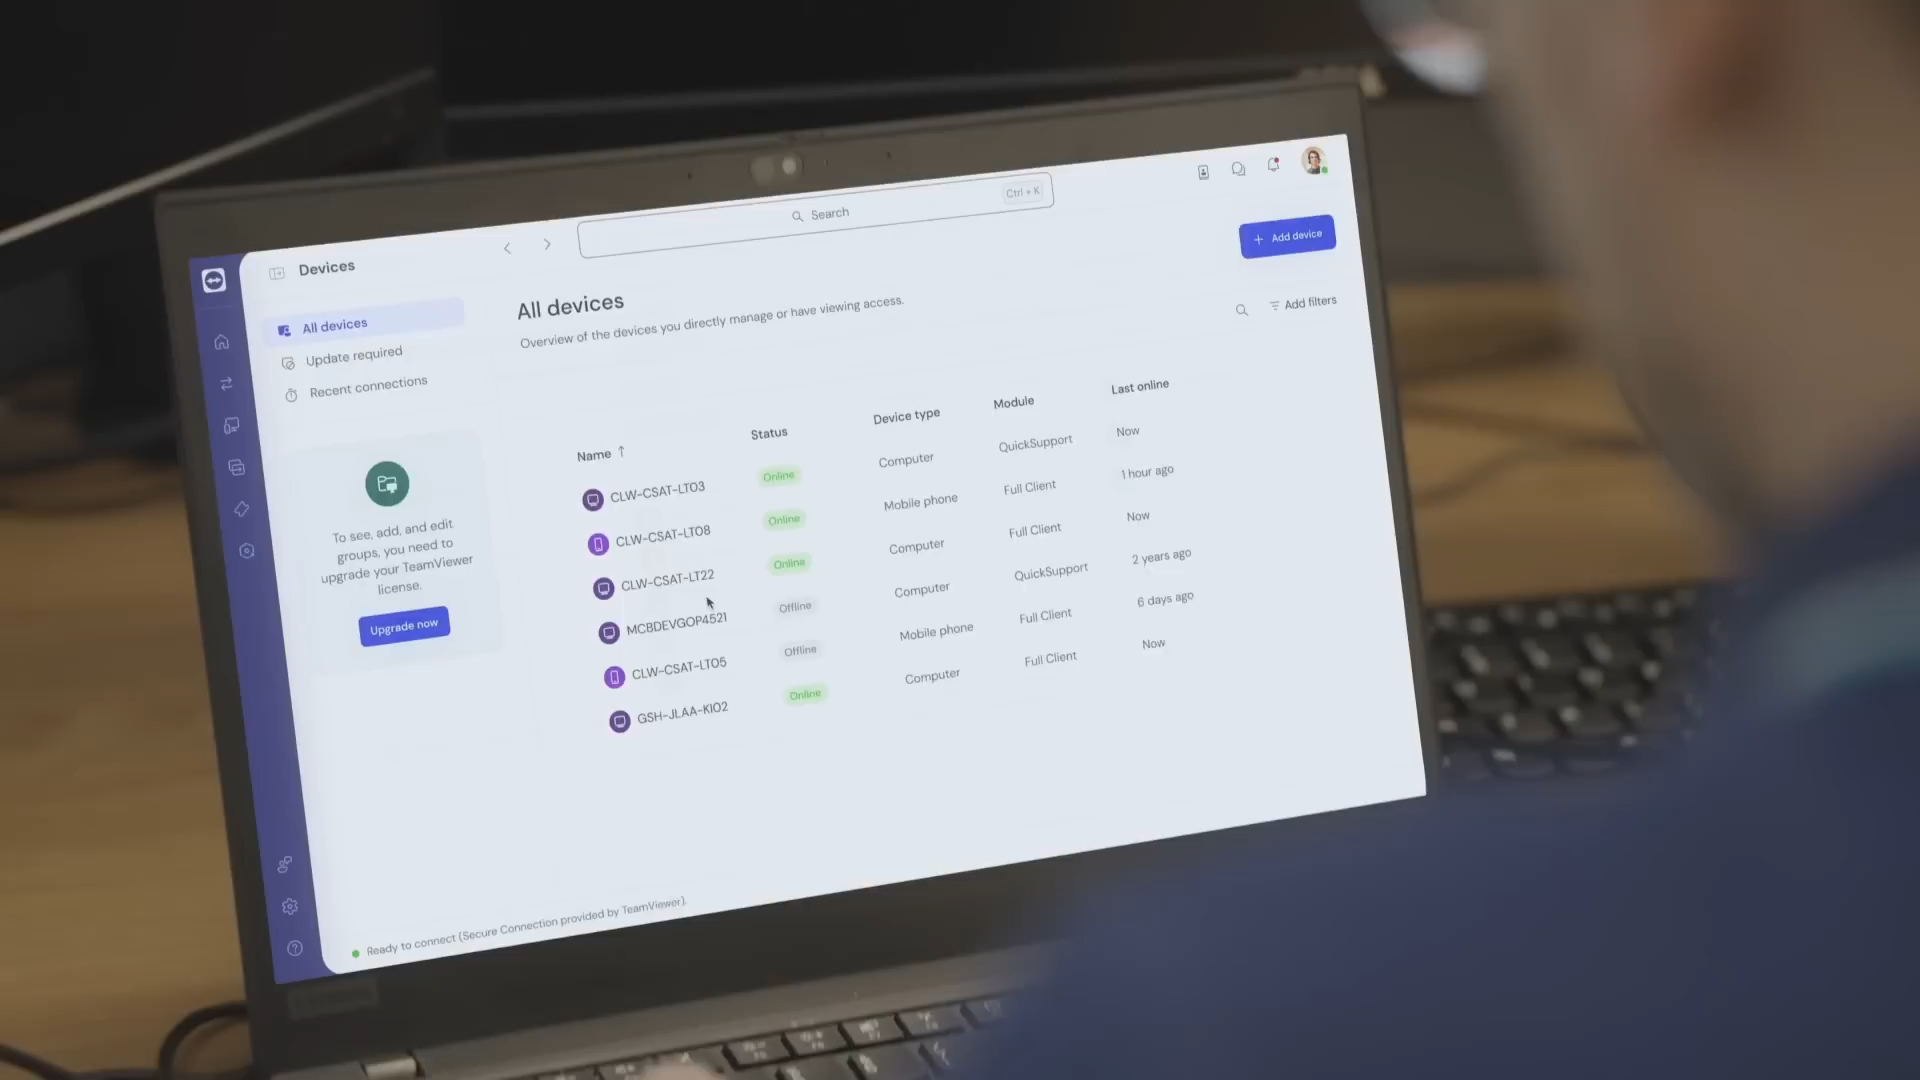 Devices
Search
Ctrl + K
+ Add device
All devices
Update required
Recent connections
To see, add, and edit
groups, you need to
upgrade your TeamViewer
license.
Upgrade now
All devices
Overview of the devices you directly manage or have viewing access.
Add filters
Name ↑ Status Device type Module Last online
CLW-CSAT-LT03 Online Computer QuickSupport Now
CLW-CSAT-LT08 Online Mobile phone Full Client 1 hour ago
CLW-CSAT-LT22 Online Computer Full Client Now
MCBDEVGOP4521 Offline Computer QuickSupport 2 years ago
CLW-CSAT-LT05 Offline Mobile phone Full Client 6 days ago
GSH-JLAA-KI02 Online Computer Full Client Now
Ready to connect (Secure Connection provided by TeamViewer).